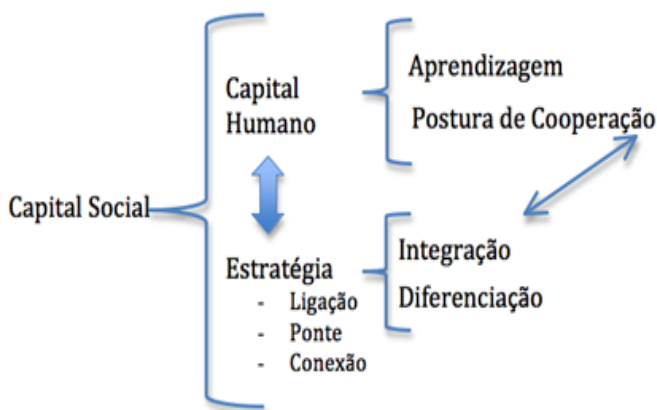 Capital Social
Capital
Humano
Aprendizagem
Postura de Cooperação
Estratégia
- Ligação
- Ponte
- Conexão
Integração
Diferenciação